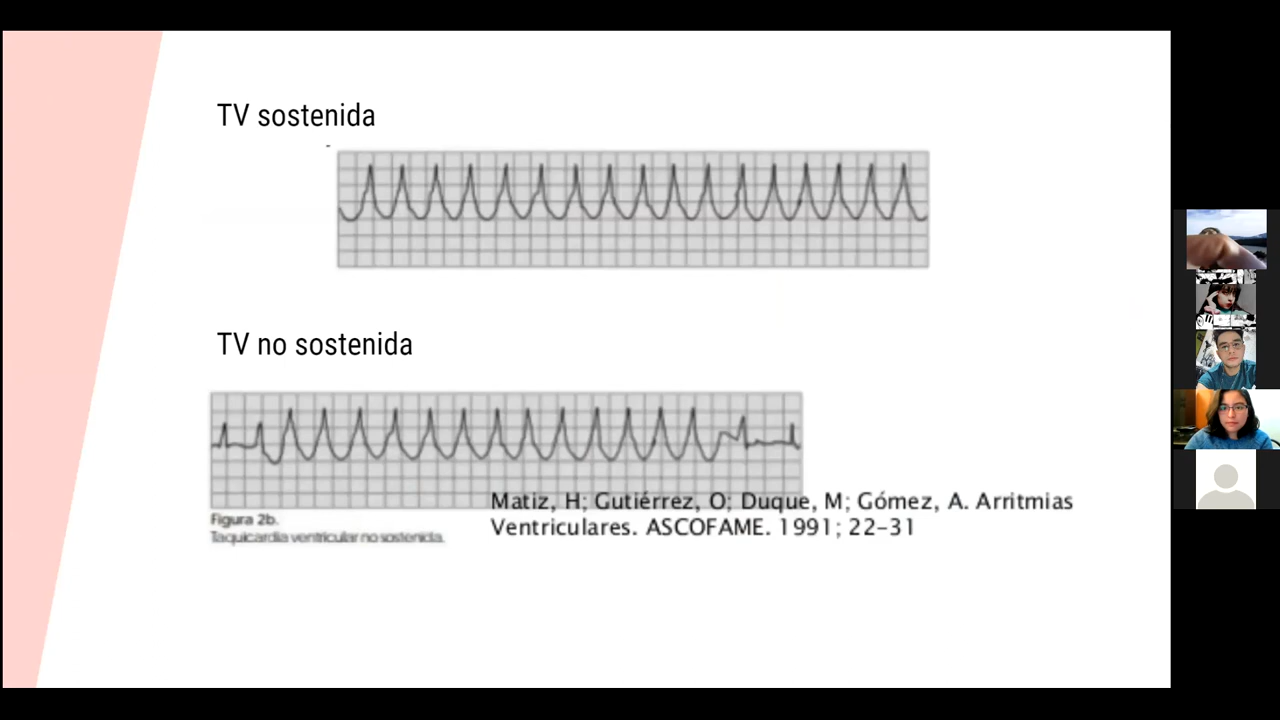 TV sostenida
TV no sostenida
Matiz, H; Gutiérrez, O; Duque, M; Gómez, A. Arritmias
Ventriculares. ASCOFAME. 1991; 22-31
Figura 2b.
Taquicardia ventricular no sostenida.